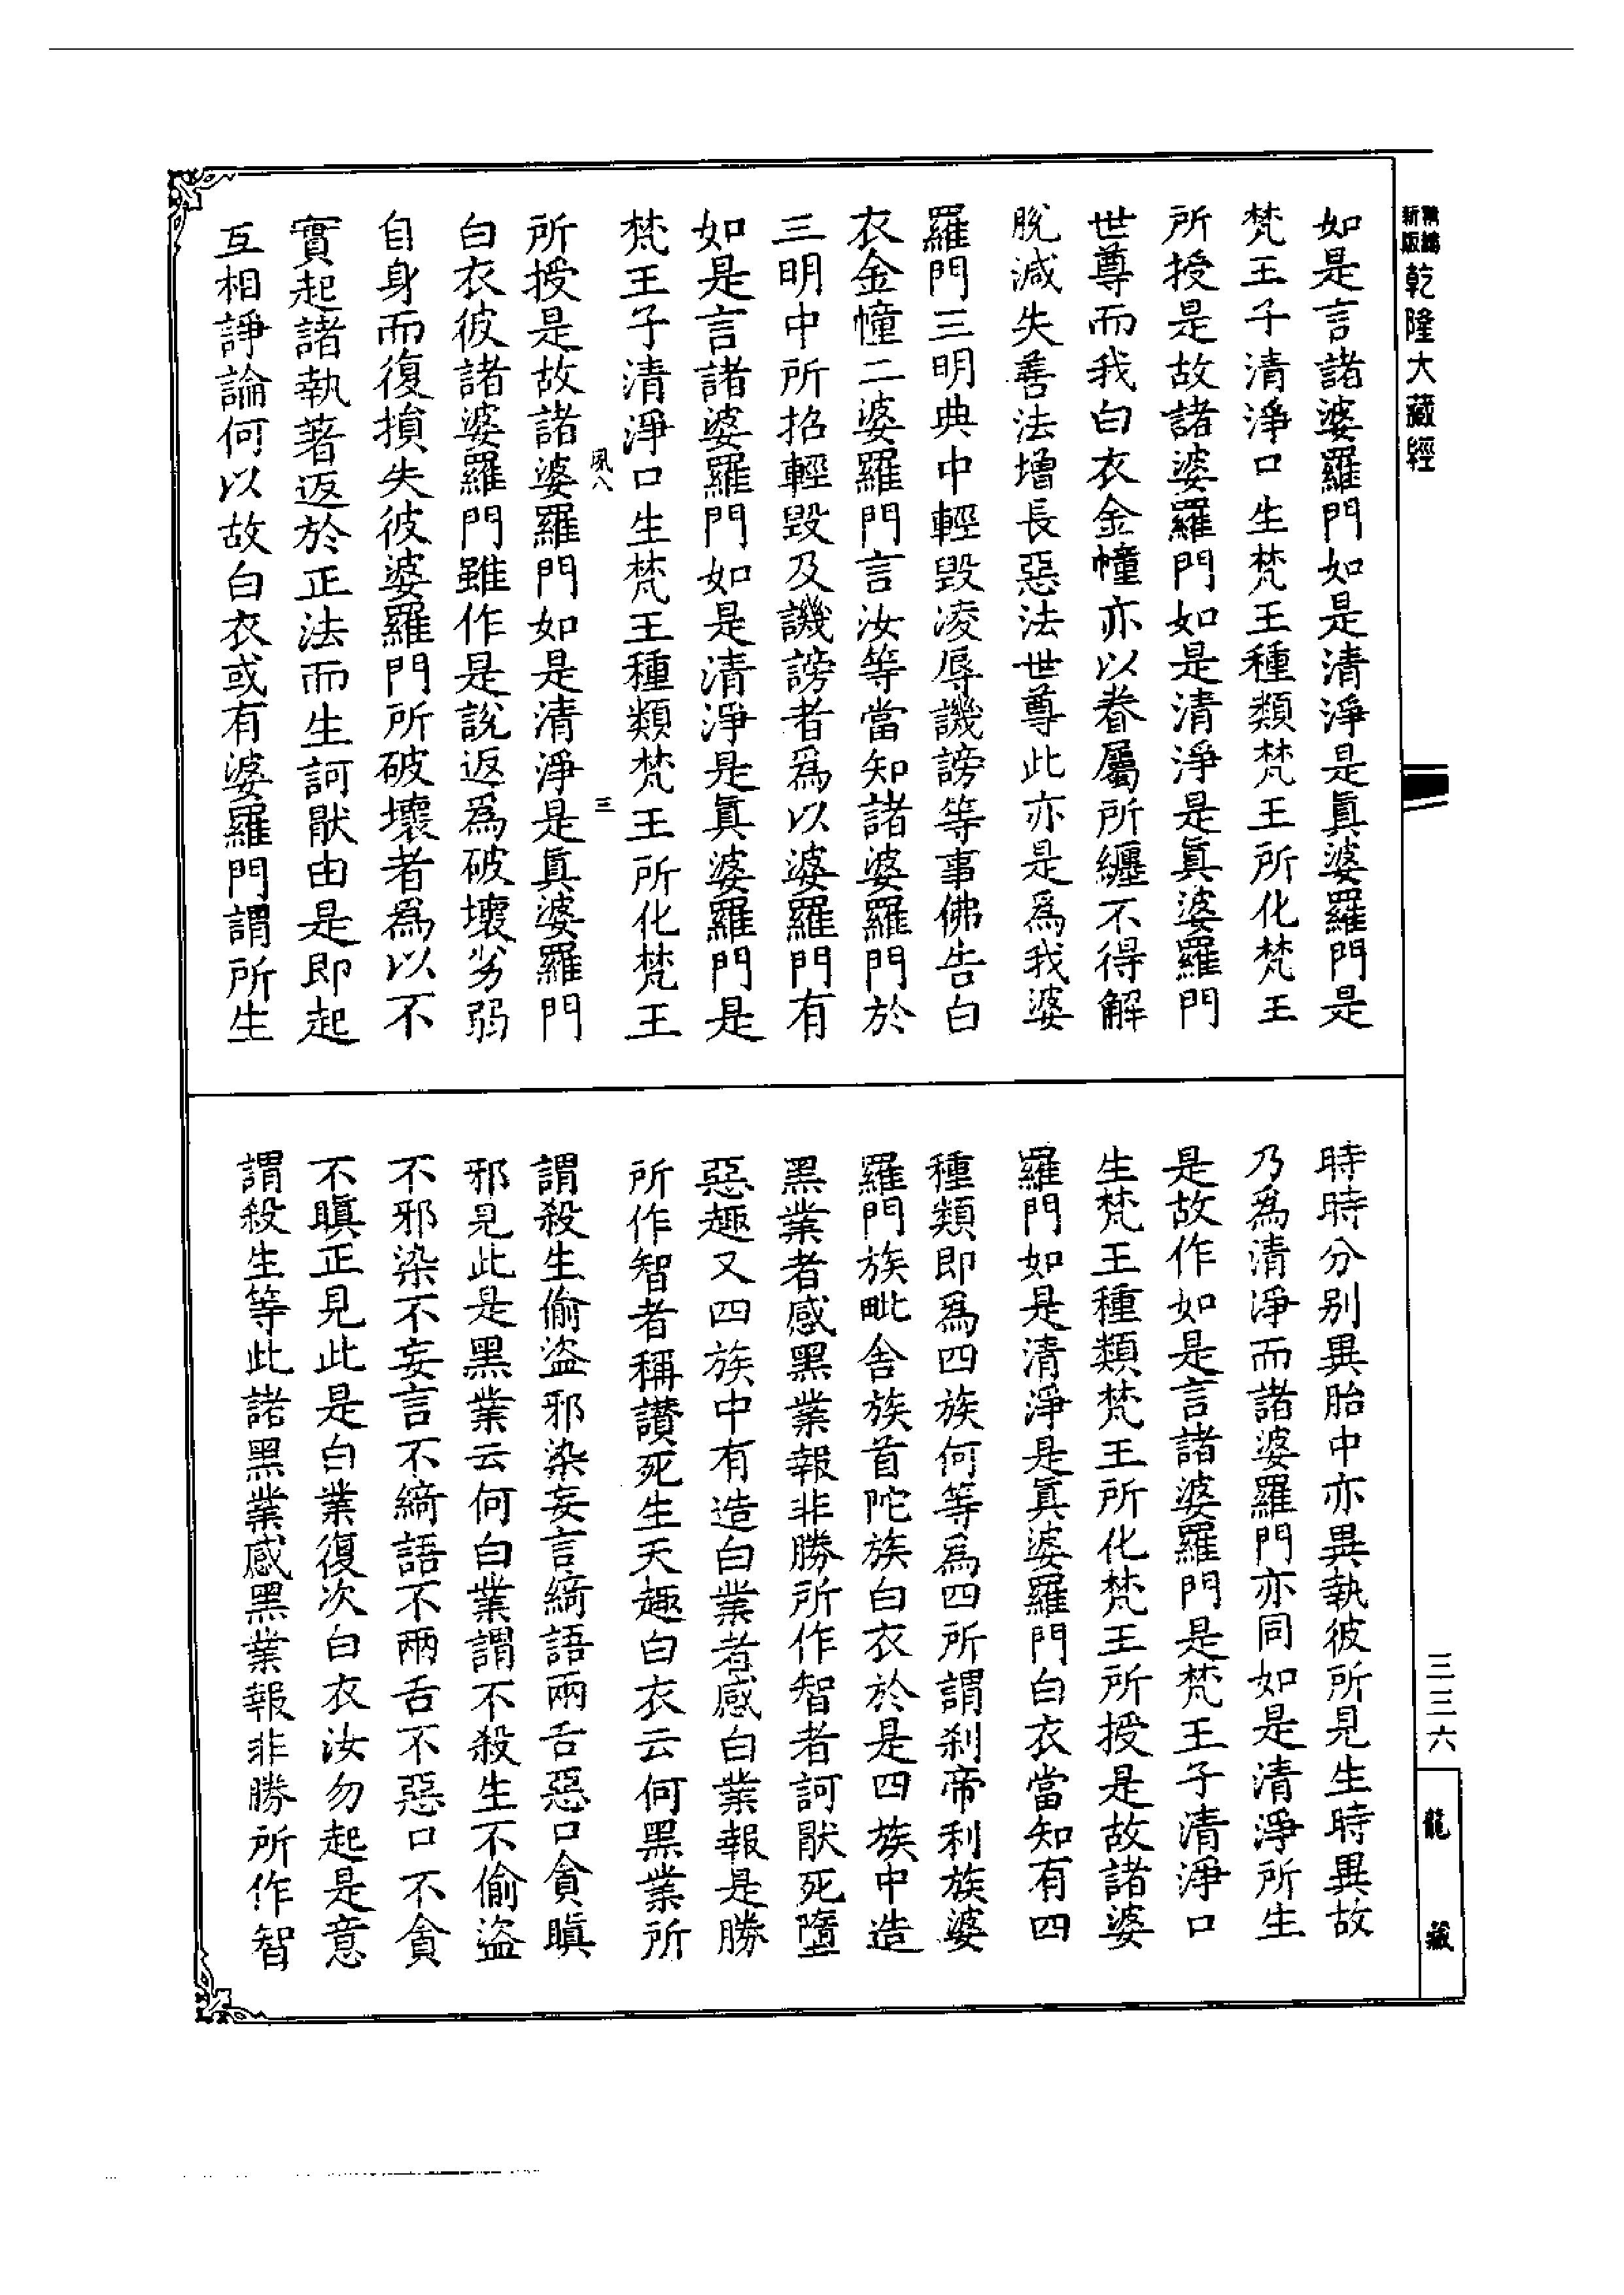 新編
新版
乾隆大藏經
如是言諸婆羅門如是清淨是眞婆羅門是
梵王子清淨口生梵王種類梵王所化梵王
所授是故諸婆羅門如是清淨是眞婆羅門
世尊而我白衣金幢亦以眷屬所纏不得解
脫減失善法增長惡法世尊此亦是爲我婆
羅門三明典中輕毀凌辱譏謗等事佛告白
衣金幢二婆羅門言汝等當知諸婆羅門於
三明中所招輕毀及譏謗者爲以婆羅門有
如是言諸婆羅門如是清淨是眞婆羅門是
梵王子清淨口生梵王種類梵王所化梵王
夙八 三
所授是故諸婆羅門如是清淨是眞婆羅門
白衣彼諸婆羅門雖作是說返爲破壞劣弱
自身而復損失彼婆羅門所破壞者爲以不
實起諸執著返於正法而生訶猒由是即起
互相諍論何以故白衣或有婆羅門謂所生
時時分别異胎中亦異執彼所見生時異故
乃爲清淨而諸婆羅門亦同如是清淨所生
是故作如是言諸婆羅門是梵王子清淨口
生梵王種類梵王所化梵王所授是故諸婆
羅門如是清淨是眞婆羅門白衣當知有四
種類即爲四族何等爲四所謂刹帝利族婆
羅門族毗舍族首陀族白衣於是四族中造
黑業者感黑業報非勝所作智者訶猒死墮
惡趣又四族中有造白業者感白業報是勝
所作智者稱讃死生天趣白衣云何黑業所
謂殺生偷盜邪染妄言綺語兩舌惡口貪瞋
邪見此是黑業云何白業謂不殺生不偷盜
不邪染不妄言不綺語不兩舌不惡口不貪
不瞋正見此是白業復次白衣汝勿起是意
謂殺生等此諸黑業感黑業報非勝所作智
三三六
龍藏